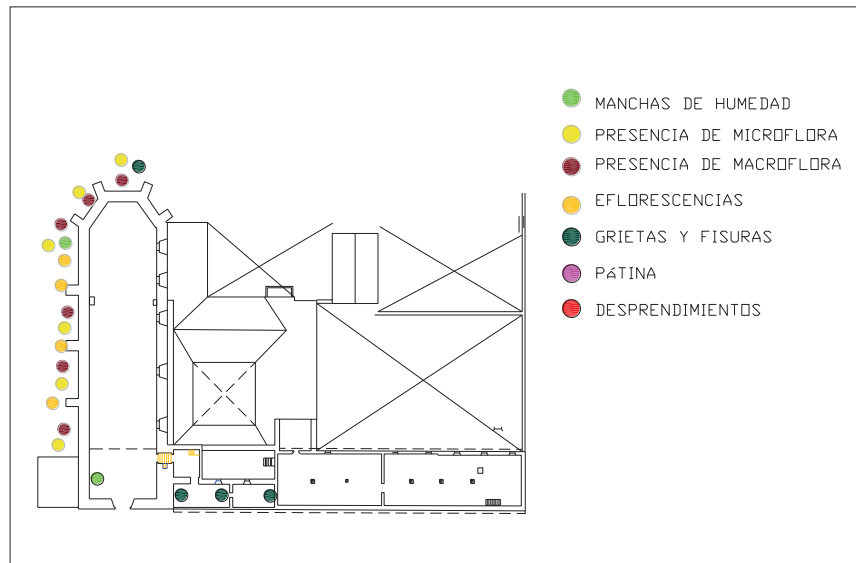 MANCHAS DE HUMEDAD
PRESENCIA DE MICROFLORA
PRESENCIA DE MACROFLORA
EFLORESCENCIAS
GRIETAS Y FISURAS
PáTINA
DESPRENDIMIENTOS